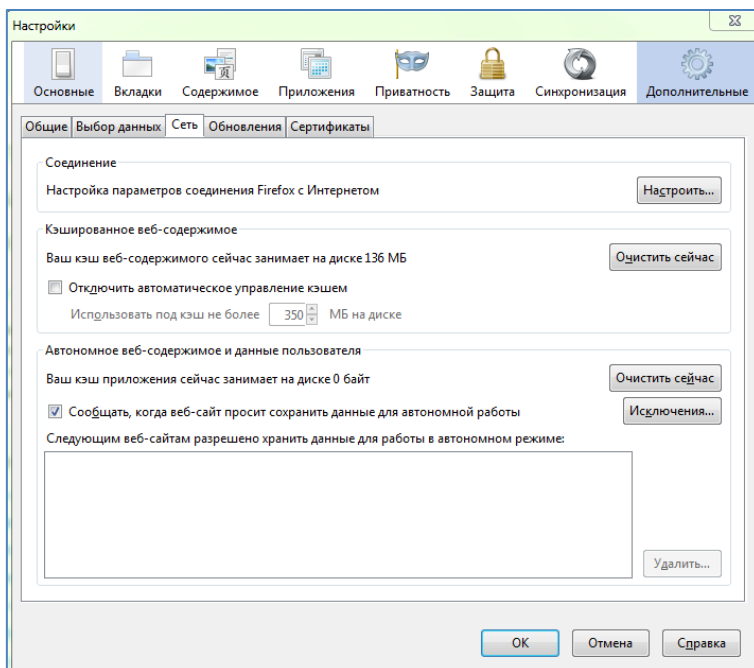 Настройки
Основные Вкладки Содержимое Приложения Приватность Защита Синхронизация Дополнительные
Общие Выбор данных Сеть Обновления Сертификаты
Соединение
Настройка параметров соединения Firefox с Интернетом Настроить...
Кэшированное веб-содержимое
Ваш кэш веб-содержимого сейчас занимает на диске 136 МБ Очистить сейчас
Отключить автоматическое управление кэшем
Использовать под кэш не более 350 МБ на диске
Автономное веб-содержимое и данные пользователя
Ваш кэш приложения сейчас занимает на диске 0 байт Очистить сейчас
Сообщать, когда веб-сайт просит сохранить данные для автономной работы Исключения...
Следующим веб-сайтам разрешено хранить данные для работы в автономном режиме:
Удалить...
OK Отмена Справка